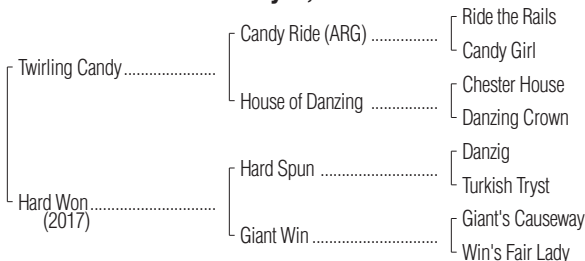 Ride the Rails
Candy Ride (ARG) ................
Candy Girl
Twirling Candy......................
Chester House
House of Danzing ................
Danzing Crown
Danzig
Hard Spun ............................
Turkish Tryst
Hard Won..............................
(2017)
Giant's Causeway
Giant Win ..............................
Win's Fair Lady